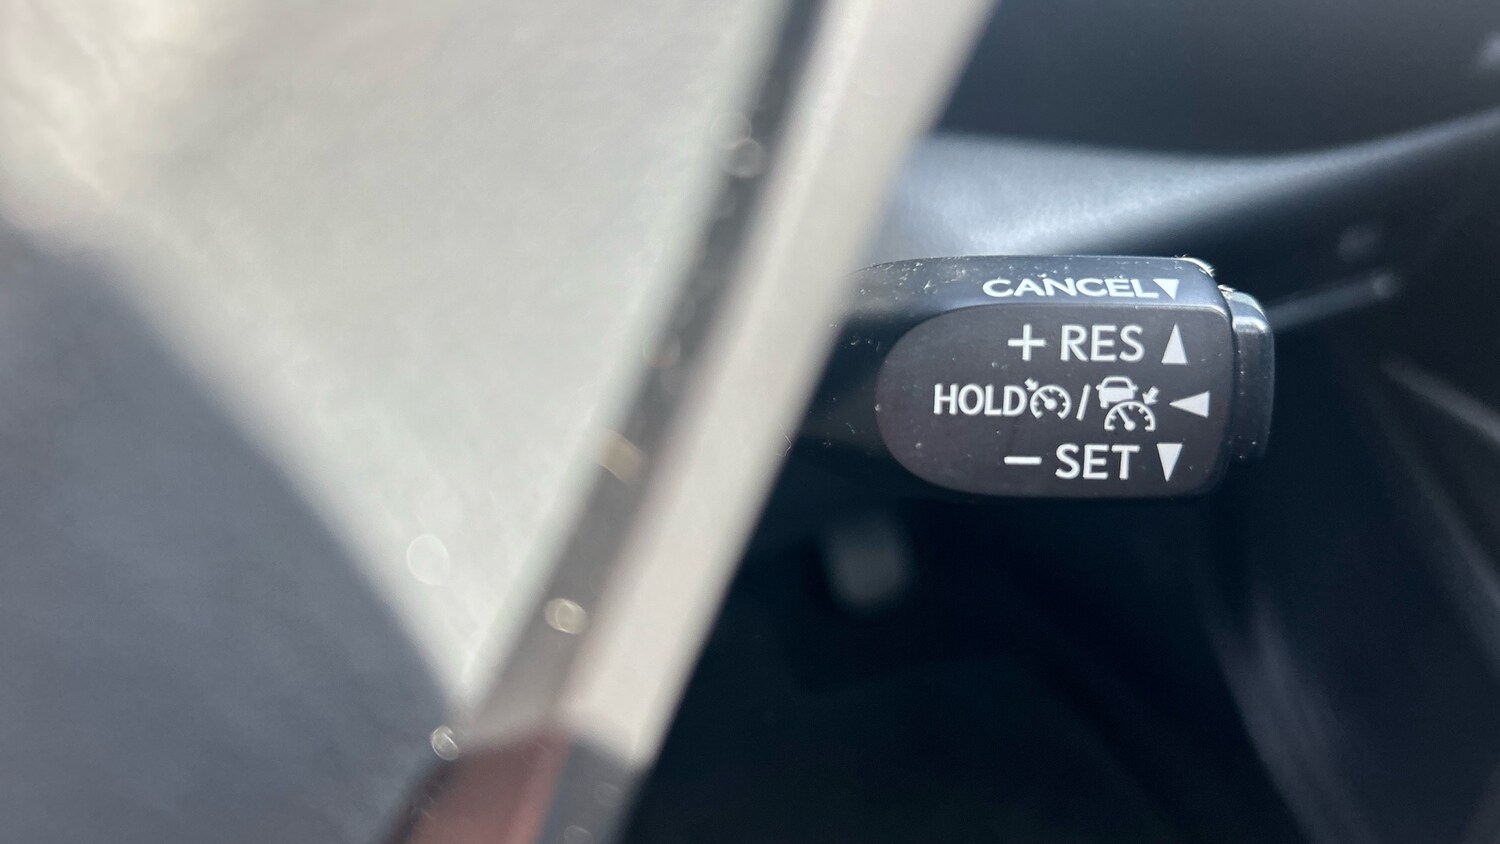 CANCEL▼
+ RES ▲
HOLD / ◀
− SET ▼